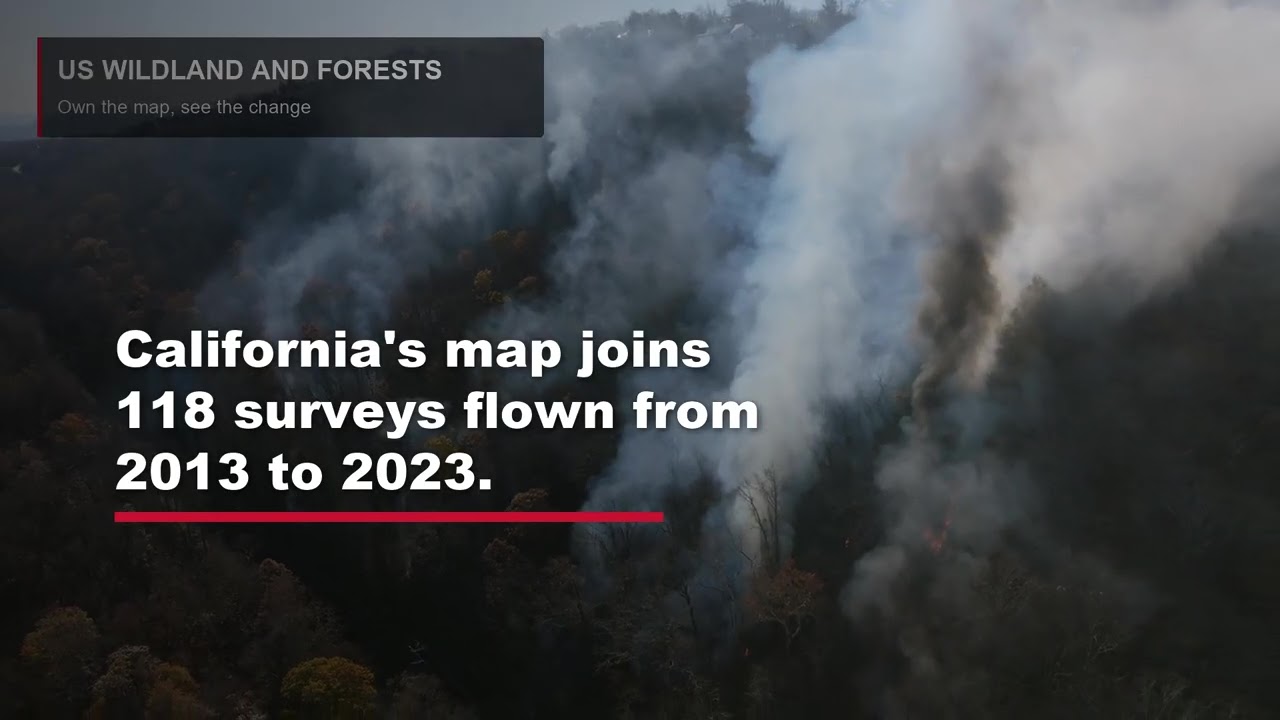 US WILDLAND AND FORESTS
Own the map, see the change
California's map joins
118 surveys flown from
2013 to 2023.